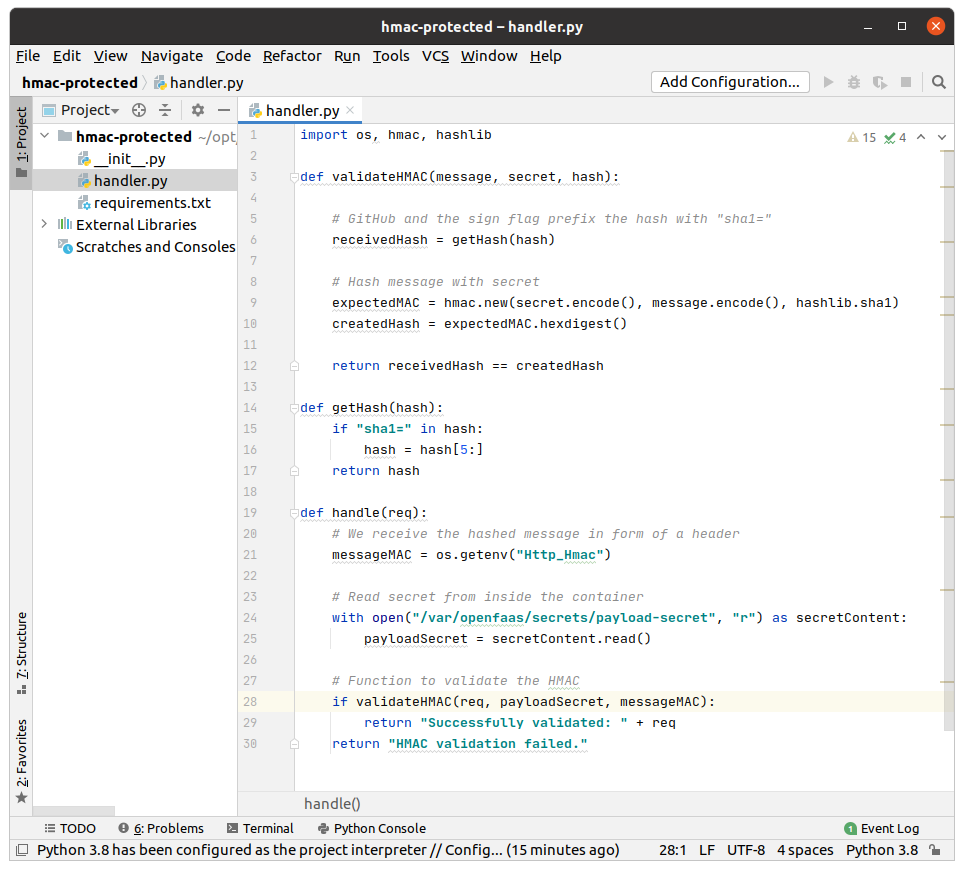 hmac-protected – handler.py
File Edit View Navigate Code Refactor Run Tools VCS Window Help
hmac-protected handler.py Add Configuration...
1: Project
Project
hmac-protected ~/opt
__init__.py
handler.py
requirements.txt
External Libraries
Scratches and Consoles
7: Structure
2: Favorites
handler.py
15 4
1 import os, hmac, hashlib
2
3 def validateHMAC(message, secret, hash):
4
5 # GitHub and the sign flag prefix the hash with "sha1="
6 receivedHash = getHash(hash)
7
8 # Hash message with secret
9 expectedMAC = hmac.new(secret.encode(), message.encode(), hashlib.sha1)
10 createdHash = expectedMAC.hexdigest()
11
12 return receivedHash == createdHash
13
14 def getHash(hash):
15 if "sha1=" in hash:
16 hash = hash[5:]
17 return hash
18
19 def handle(req):
20 # We receive the hashed message in form of a header
21 messageMAC = os.getenv("Http_Hmac")
22
23 # Read secret from inside the container
24 with open("/var/openfaas/secrets/payload-secret", "r") as secretContent:
25 payloadSecret = secretContent.read()
26
27 # Function to validate the HMAC
28 if validateHMAC(req, payloadSecret, messageMAC):
29 return "Successfully validated: " + req
30 return "HMAC validation failed."
handle()
TODO 6: Problems Terminal Python Console 1 Event Log
Python 3.8 has been configured as the project interpreter // Config... (15 minutes ago) 28:1 LF UTF-8 4 spaces Python 3.8